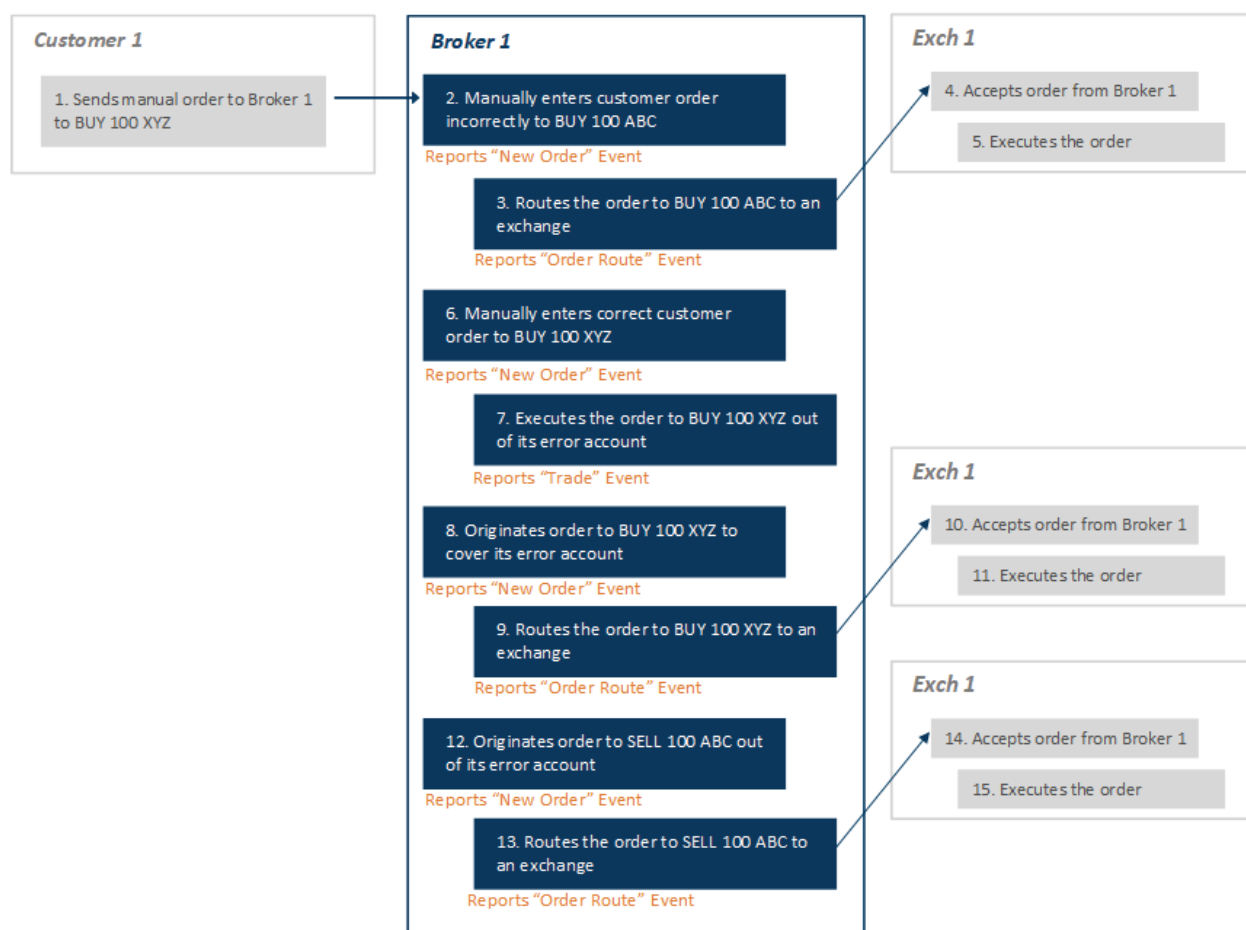 Customer 1
1. Sends manual order to Broker 1
to BUY 100 XYZ
Broker 1
2. Manually enters customer order
incorrectly to BUY 100 ABC
Reports “New Order” Event
3. Routes the order to BUY 100 ABC to an
exchange
Reports “Order Route” Event
Exch 1
4. Accepts order from Broker 1
5. Executes the order
6. Manually enters correct customer
order to BUY 100 XYZ
Reports “New Order” Event
7. Executes the order to BUY 100 XYZ out
of its error account
Reports “Trade” Event
8. Originates order to BUY 100 XYZ to
cover its error account
Reports “New Order” Event
9. Routes the order to BUY 100 XYZ to an
exchange
Reports “Order Route” Event
Exch 1
10. Accepts order from Broker 1
11. Executes the order
12. Originates order to SELL 100 ABC out
of its error account
Reports “New Order” Event
13. Routes the order to SELL 100 ABC to
an exchange
Reports “Order Route” Event
Exch 1
14. Accepts order from Broker 1
15. Executes the order